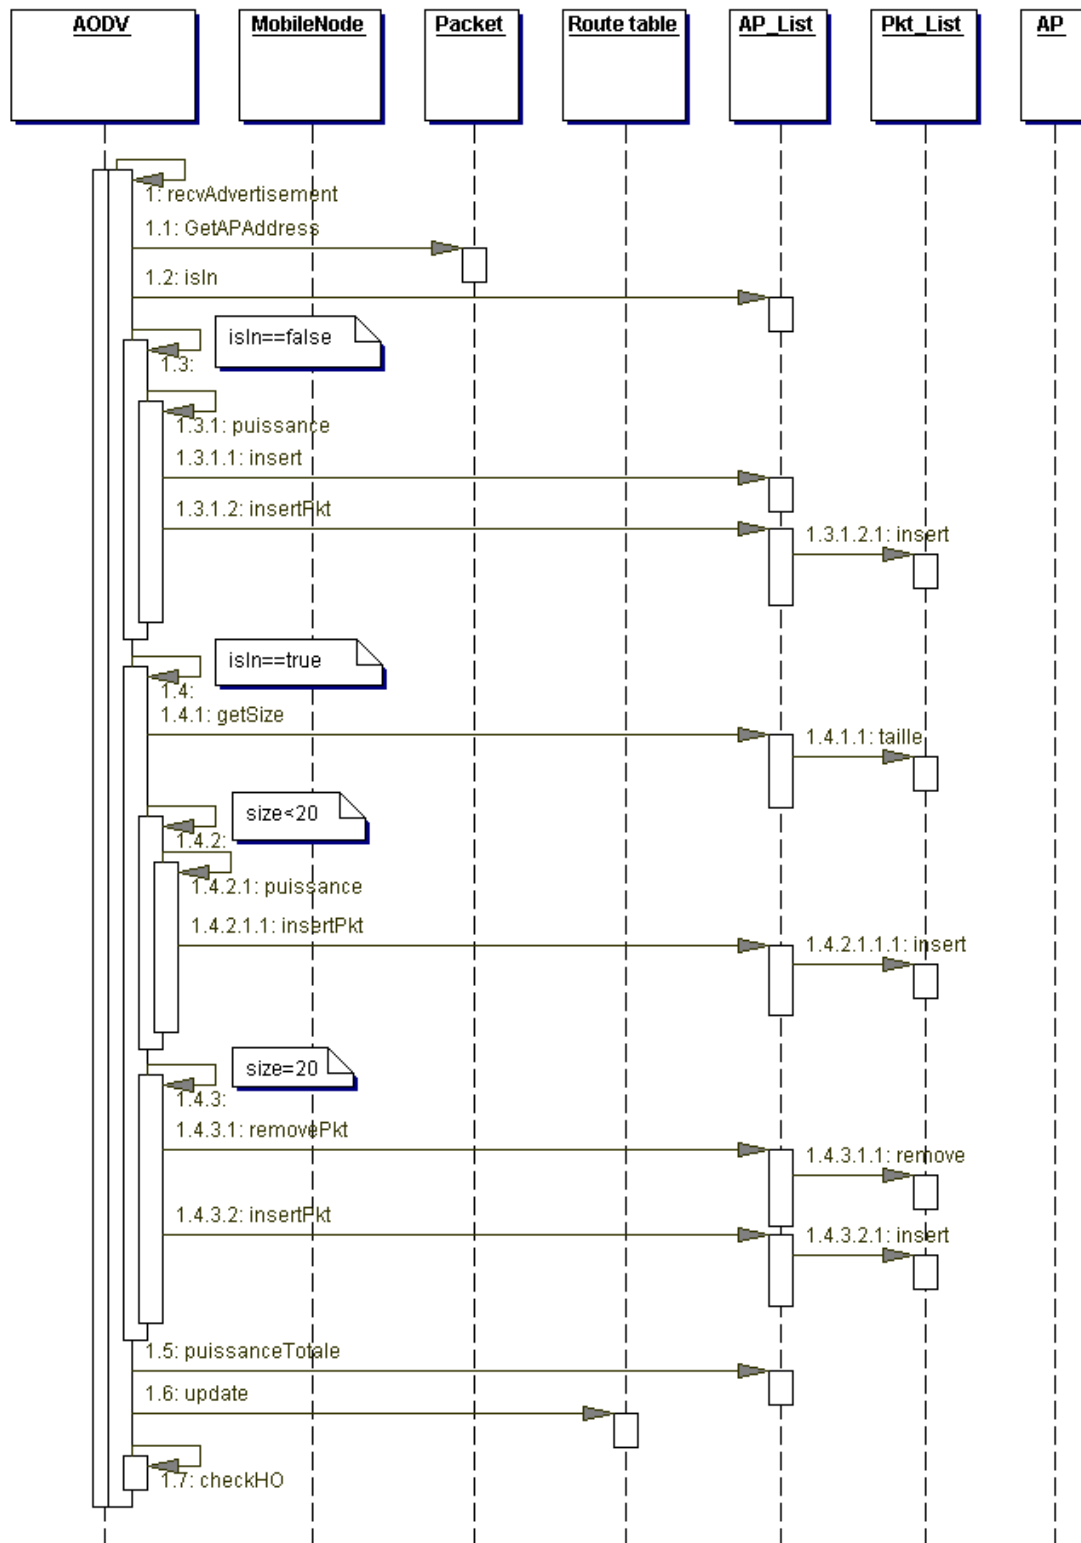 AODV
MobileNode
Packet
Route table
AP_List
Pkt_List
AP
1: recvAdvertisement
1.1: GetAPAddress
1.2: isIn
isIn==false
1.3:
1.3.1: puissance
1.3.1.1: insert
1.3.1.2: insertPkt
1.3.1.2.1: insert
isIn==true
1.4:
1.4.1: getSize
1.4.1.1: taille
size<20
1.4.2:
1.4.2.1: puissance
1.4.2.1.1: insertPkt
1.4.2.1.1.1: insert
size=20
1.4.3:
1.4.3.1: removePkt
1.4.3.1.1: remove
1.4.3.2: insertPkt
1.4.3.2.1: insert
1.5: puissanceTotale
1.6: update
1.7: checkHO